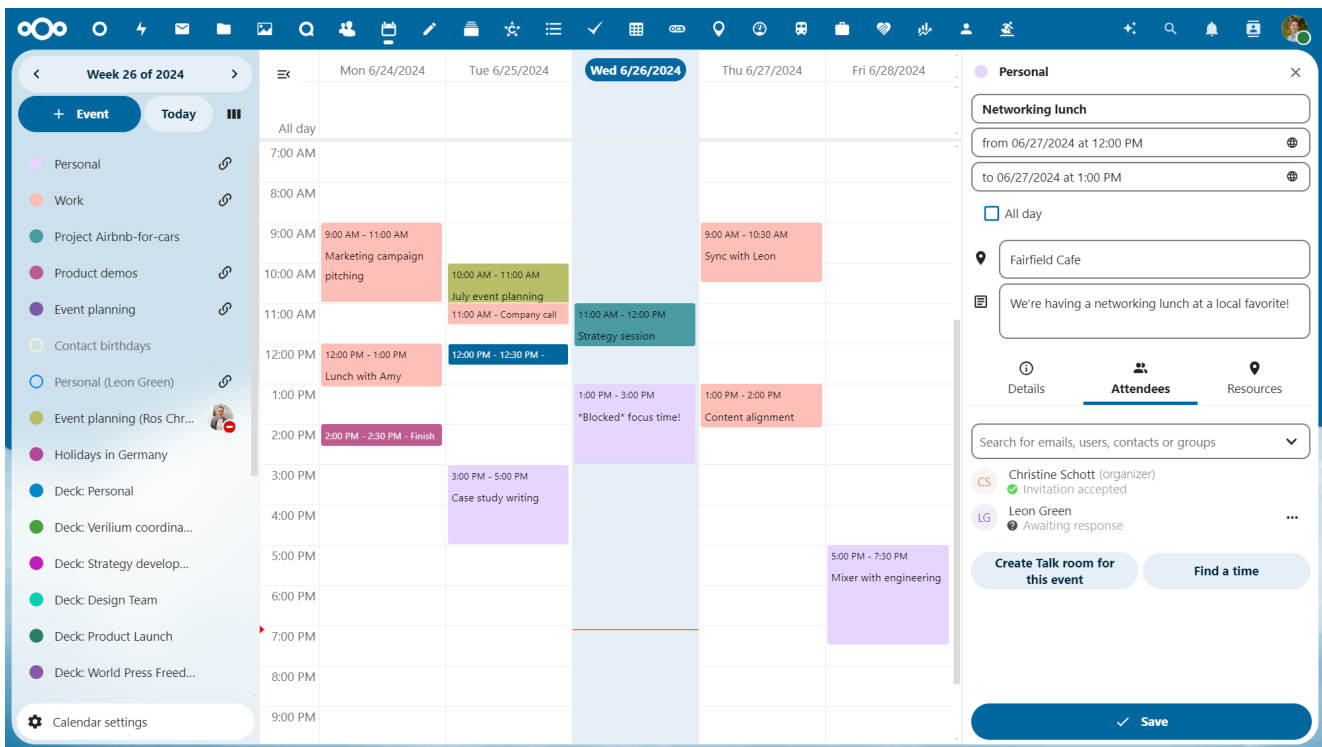 Week 26 of 2024
+ Event
Today
Personal
Work
Project Airbnb-for-cars
Product demos
Event planning
Contact birthdays
Personal (Leon Green)
Event planning (Ros Chr...
Holidays in Germany
Deck: Personal
Deck: Verilium coordina...
Deck: Strategy develop...
Deck: Design Team
Deck: Product Launch
Deck: World Press Freed...
Calendar settings
Mon 6/24/2024
Tue 6/25/2024
Wed 6/26/2024
Thu 6/27/2024
Fri 6/28/2024
All day
7:00 AM
8:00 AM
9:00 AM
10:00 AM
11:00 AM
12:00 PM
1:00 PM
2:00 PM
3:00 PM
4:00 PM
5:00 PM
6:00 PM
7:00 PM
8:00 PM
9:00 PM
9:00 AM - 11:00 AM
Marketing campaign
pitching
12:00 PM - 1:00 PM
Lunch with Amy
2:00 PM - 2:30 PM - Finish
10:00 AM - 11:00 AM
July event planning
11:00 AM - Company call
12:00 PM - 12:30 PM -
3:00 PM - 5:00 PM
Case study writing
11:00 AM - 12:00 PM
Strategy session
1:00 PM - 3:00 PM
*Blocked* focus time!
9:00 AM - 10:30 AM
Sync with Leon
1:00 PM - 2:00 PM
Content alignment
5:00 PM - 7:30 PM
Mixer with engineering
Personal
Networking lunch
from 06/27/2024 at 12:00 PM
to 06/27/2024 at 1:00 PM
All day
Fairfield Cafe
We're having a networking lunch at a local favorite!
Details
Attendees
Resources
Search for emails, users, contacts or groups
CS
Christine Schott (organizer)
Invitation accepted
LG
Leon Green
Awaiting response
Create Talk room for
this event
Find a time
Save